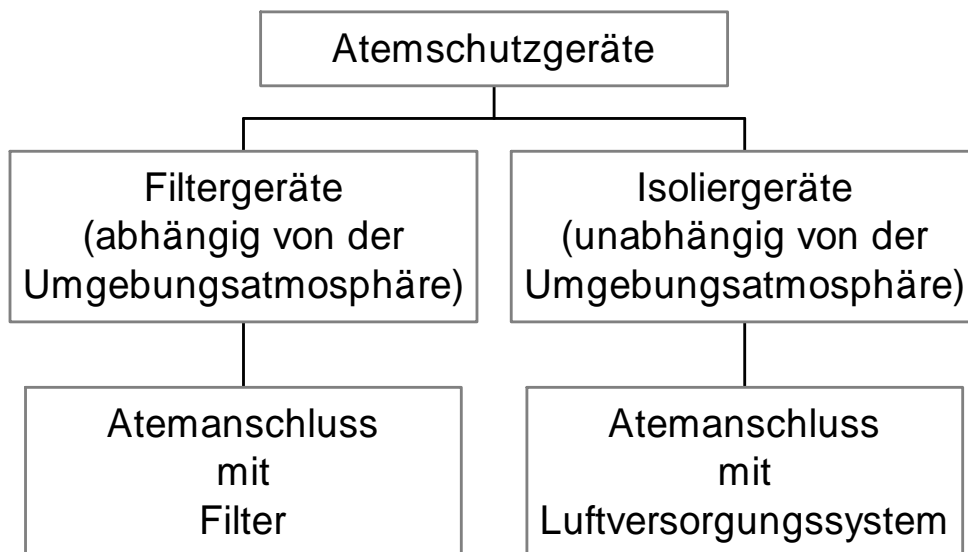 Atemschutzgeräte
Filtergeräte
(abhängig von der
Umgebungsatmosphäre)
Isoliergeräte
(unabhängig von der
Umgebungsatmosphäre)
Atemanschluss
mit
Filter
Atemanschluss
mit
Luftversorgungssystem